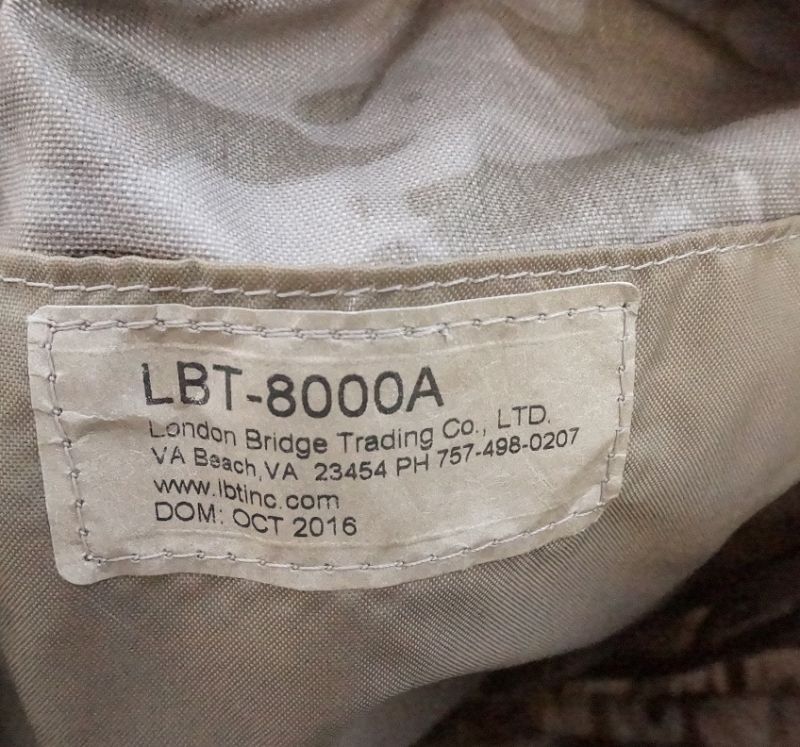 LBT-8000A
London Bridge Trading Co., LTD.
VA Beach,VA 23454 PH 757-498-0207
www.lbtinc.com
DOM: OCT 2016